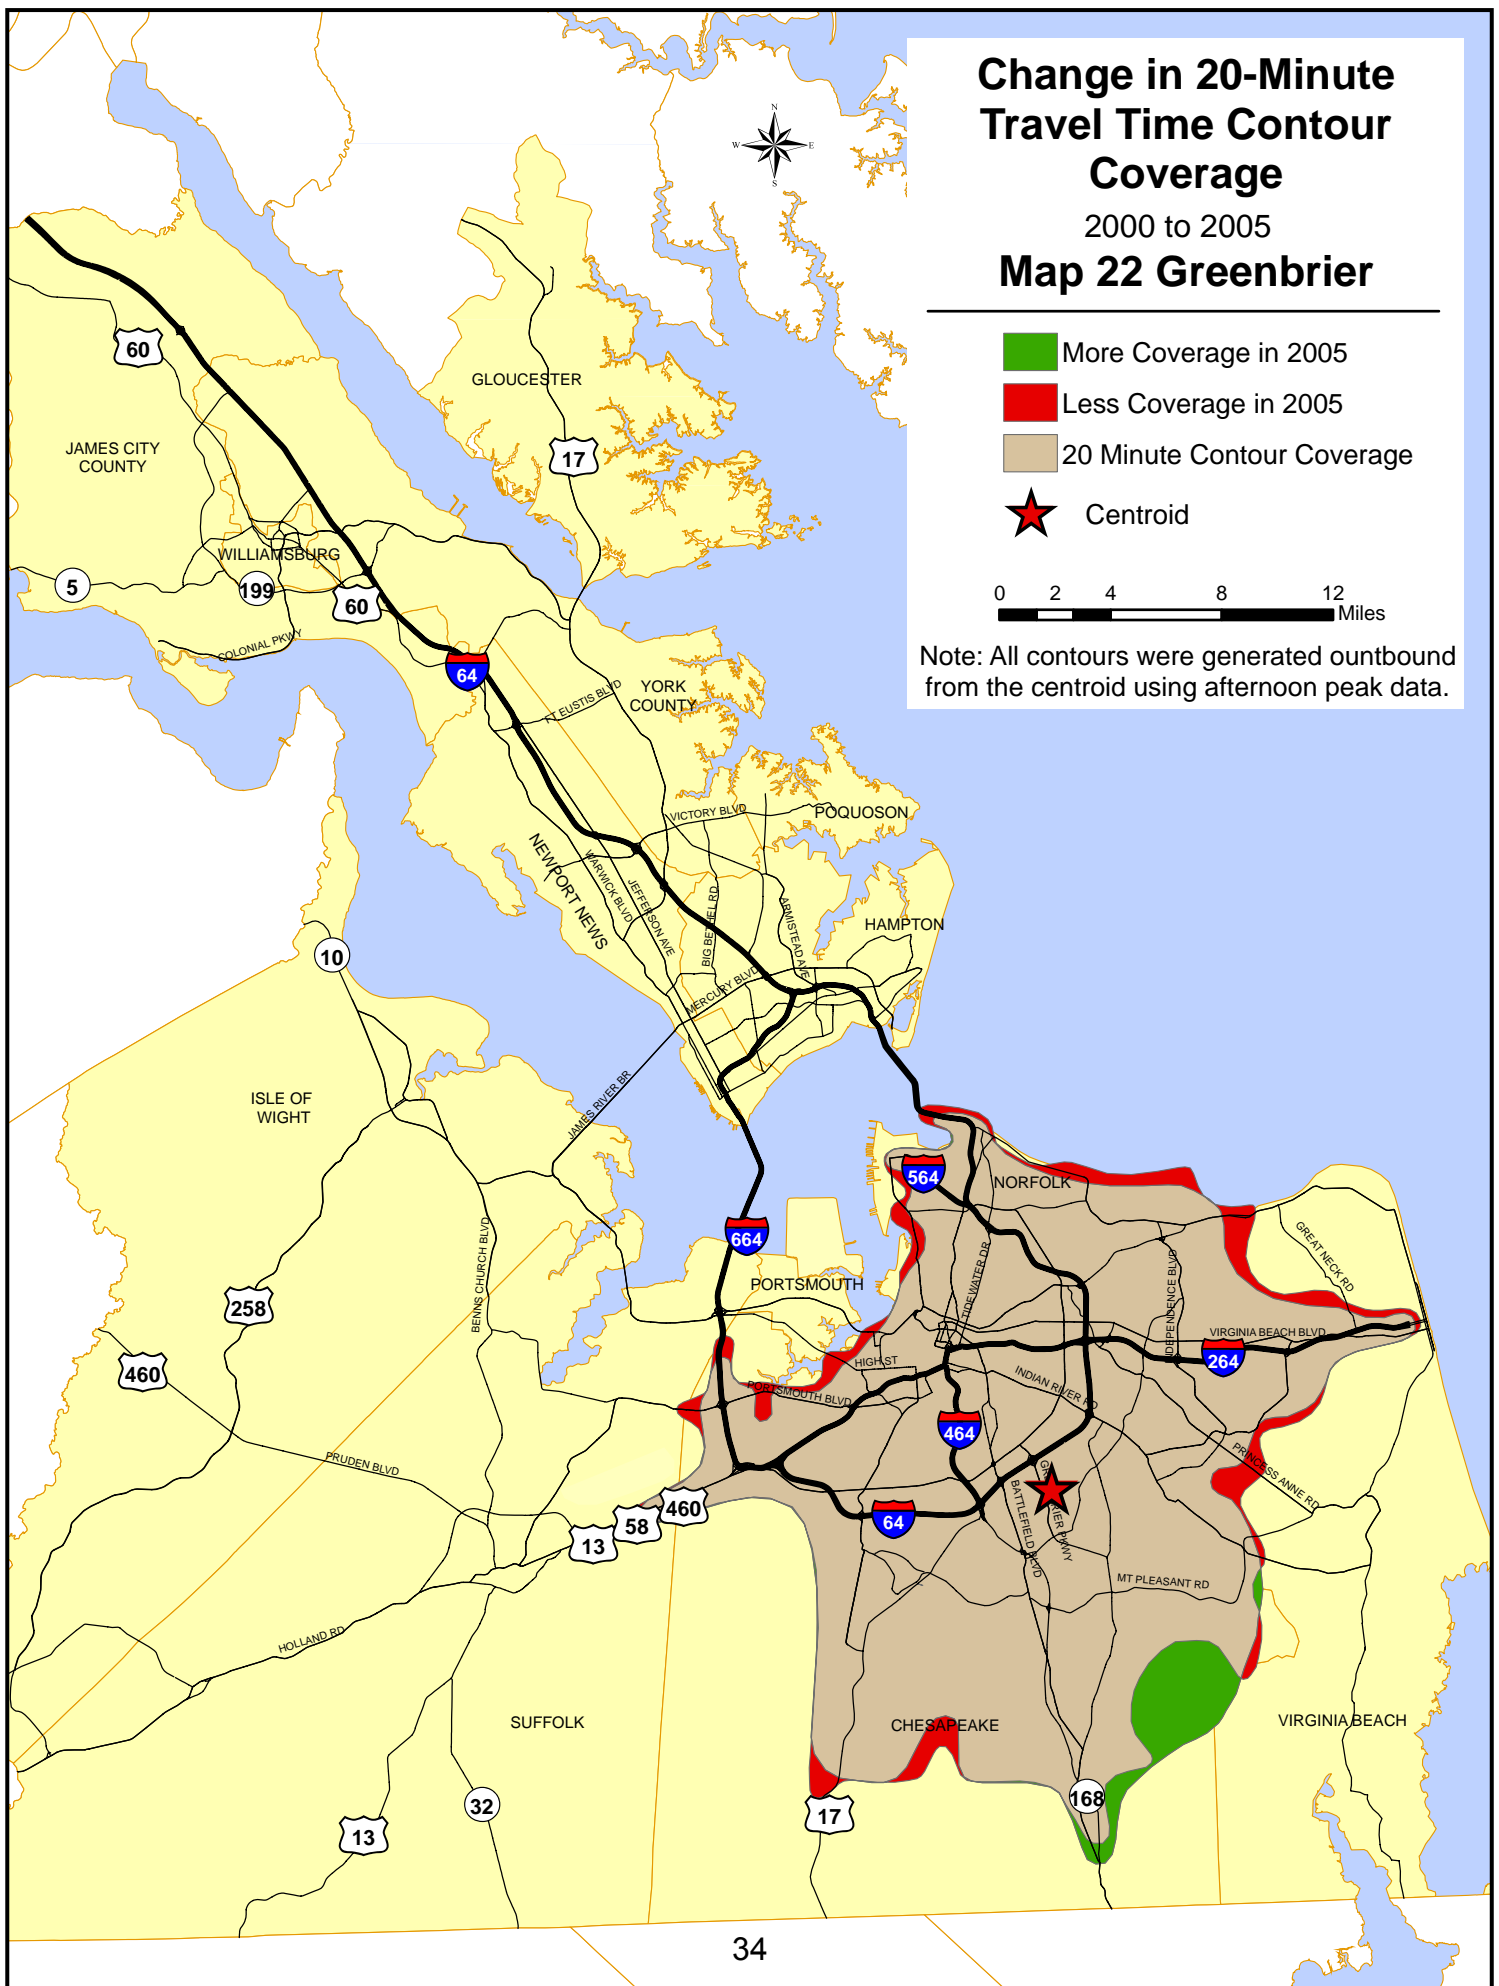 Change in 20-Minute
Travel Time Contour
Coverage
2000 to 2005
Map 22 Greenbrier
More Coverage in 2005
Less Coverage in 2005
20 Minute Contour Coverage
Centroid
0 2 4 8 12
Miles
Note: All contours were generated ountbound
from the centroid using afternoon peak data.
N
W E
S
60
GLOUCESTER
JAMES CITY
COUNTY
17
WILLIAMSBURG
5
199
60
COLONIAL PKWY
64
FT EUSTIS BLVD
YORK
COUNTY
VICTORY BLVD
POQUOSON
NEWPORT NEWS
WARWICK BLVD
JEFFERSON AVE
BIG BETHEL RD
ARMISTEAD AVE
HAMPTON
10
MERCURY BLVD
ISLE OF
WIGHT
JAMES RIVER BR
564
NORFOLK
664
TIDEWATER DR
INDEPENDENCE BLVD
GREAT NECK RD
BENNS CHURCH BLVD
PORTSMOUTH
258
VIRGINIA BEACH BLVD
460
HIGH ST
264
PORTSMOUTH BLVD
INDIAN RIVER RD
464
PRUDEN BLVD
PRINCESS ANNE RD
GREENBRIER PKWY
BATTLEFIELD BLVD
460
58
13
64
MT PLEASANT RD
HOLLAND RD
SUFFOLK
CHESAPEAKE
VIRGINIA BEACH
168
32
17
13
34